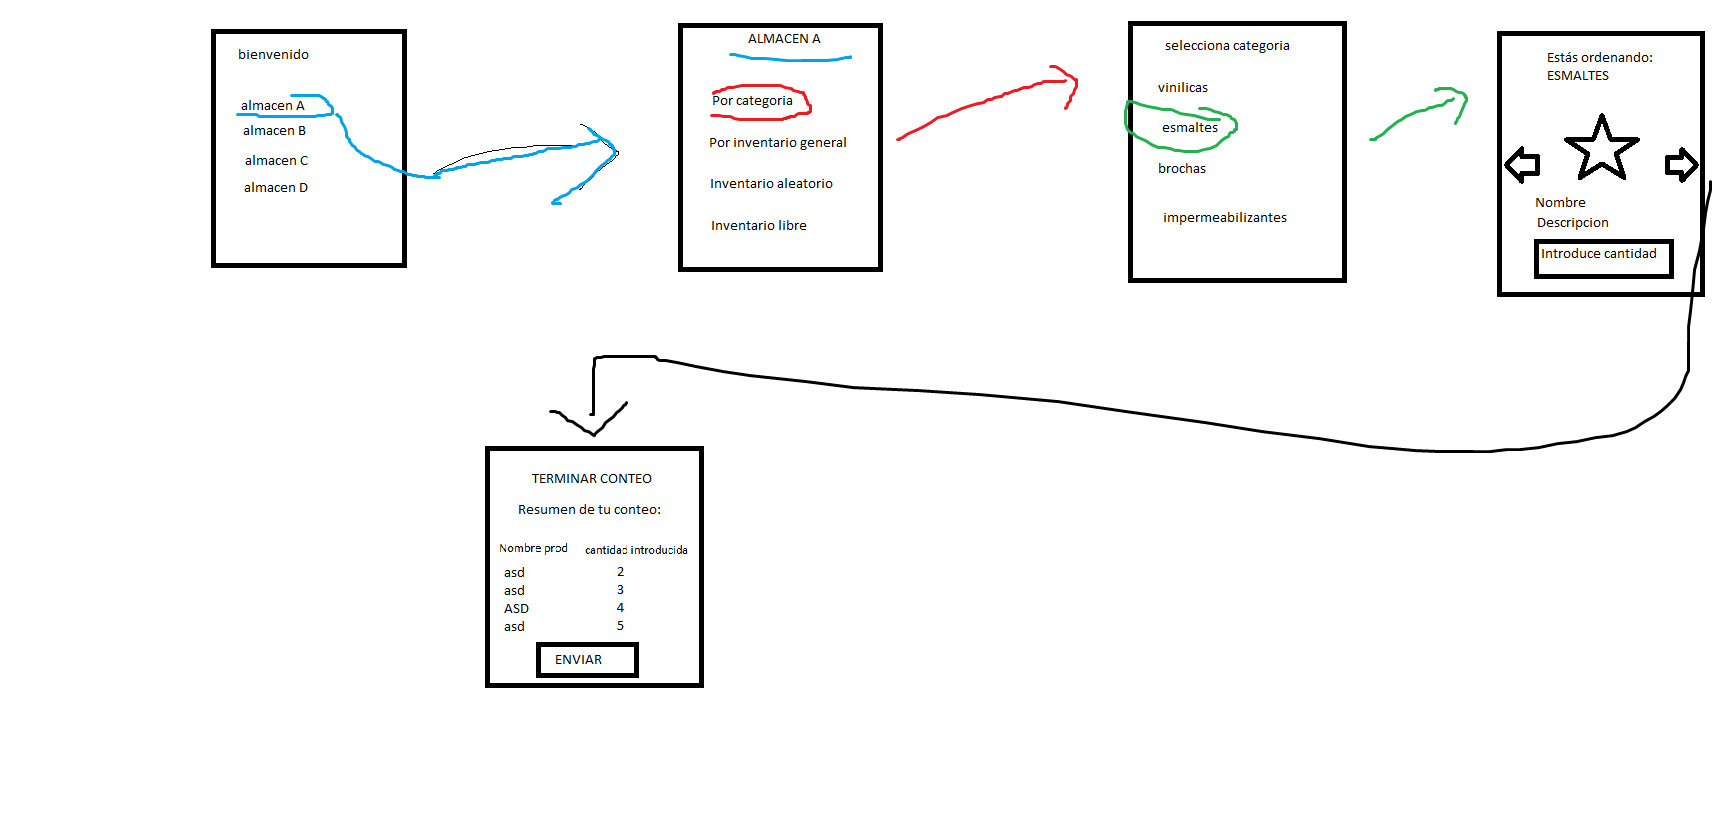 bienvenido
almacen A
almacen B
almacen C
almacen D
ALMACEN A
Por categoria
Por inventario general
Inventario aleatorio
Inventario libre
selecciona categoria
vinilicas
esmaltes
brochas
impermeabilizantes
Estás ordenando:
ESMALTES
Nombre
Descripcion
Introduce cantidad
TERMINAR CONTEO
Resumen de tu conteo:
Nombre prod cantidad introducida
asd 2
asd 3
ASD 4
asd 5
ENVIAR